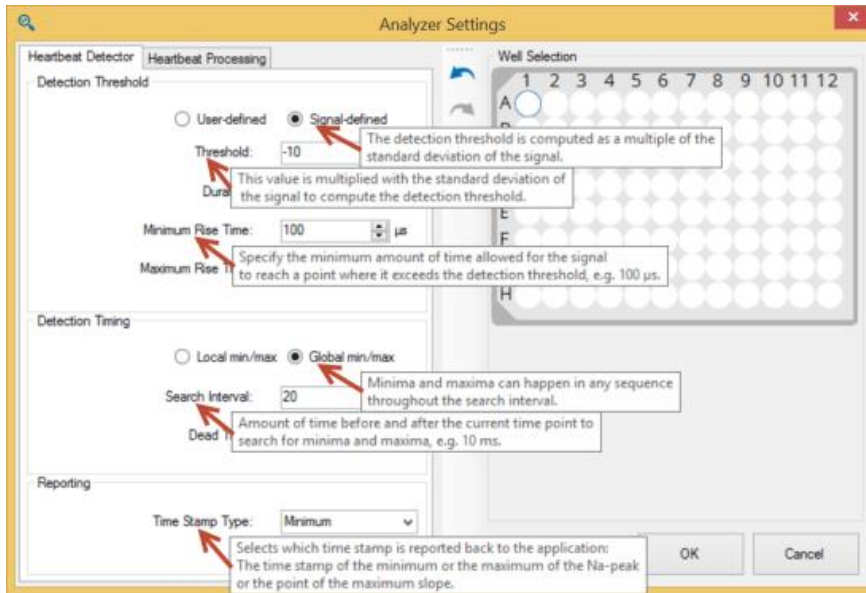 Analyzer Settings
Heartbeat Detector
Heartbeat Processing
Detection Threshold
User-defined
Signal-defined
The detection threshold is computed as a multiple of the
standard deviation of the signal.
Threshold:
-10
This value is multiplied with the standard deviation of
the signal to compute the detection threshold.
Minimum Rise Time:
100
µs
Specify the minimum amount of time allowed for the signal
to reach a point where it exceeds the detection threshold, e.g. 100 µs.
Maximum Rise
Detection Timing
Local min/max
Global min/max
Minima and maxima can happen in any sequence
throughout the search interval.
Search Interval:
20
Amount of time before and after the current time point to
search for minima and maxima, e.g. 10 ms.
Dead
Reporting
Time Stamp Type:
Minimum
Selects which time stamp is reported back to the application:
The time stamp of the minimum or the maximum of the Na-peak
or the point of the maximum slope.
Well Selection
1 2 3 4 5 6 7 8 9 10 11 12
A
E
F
H
OK
Cancel